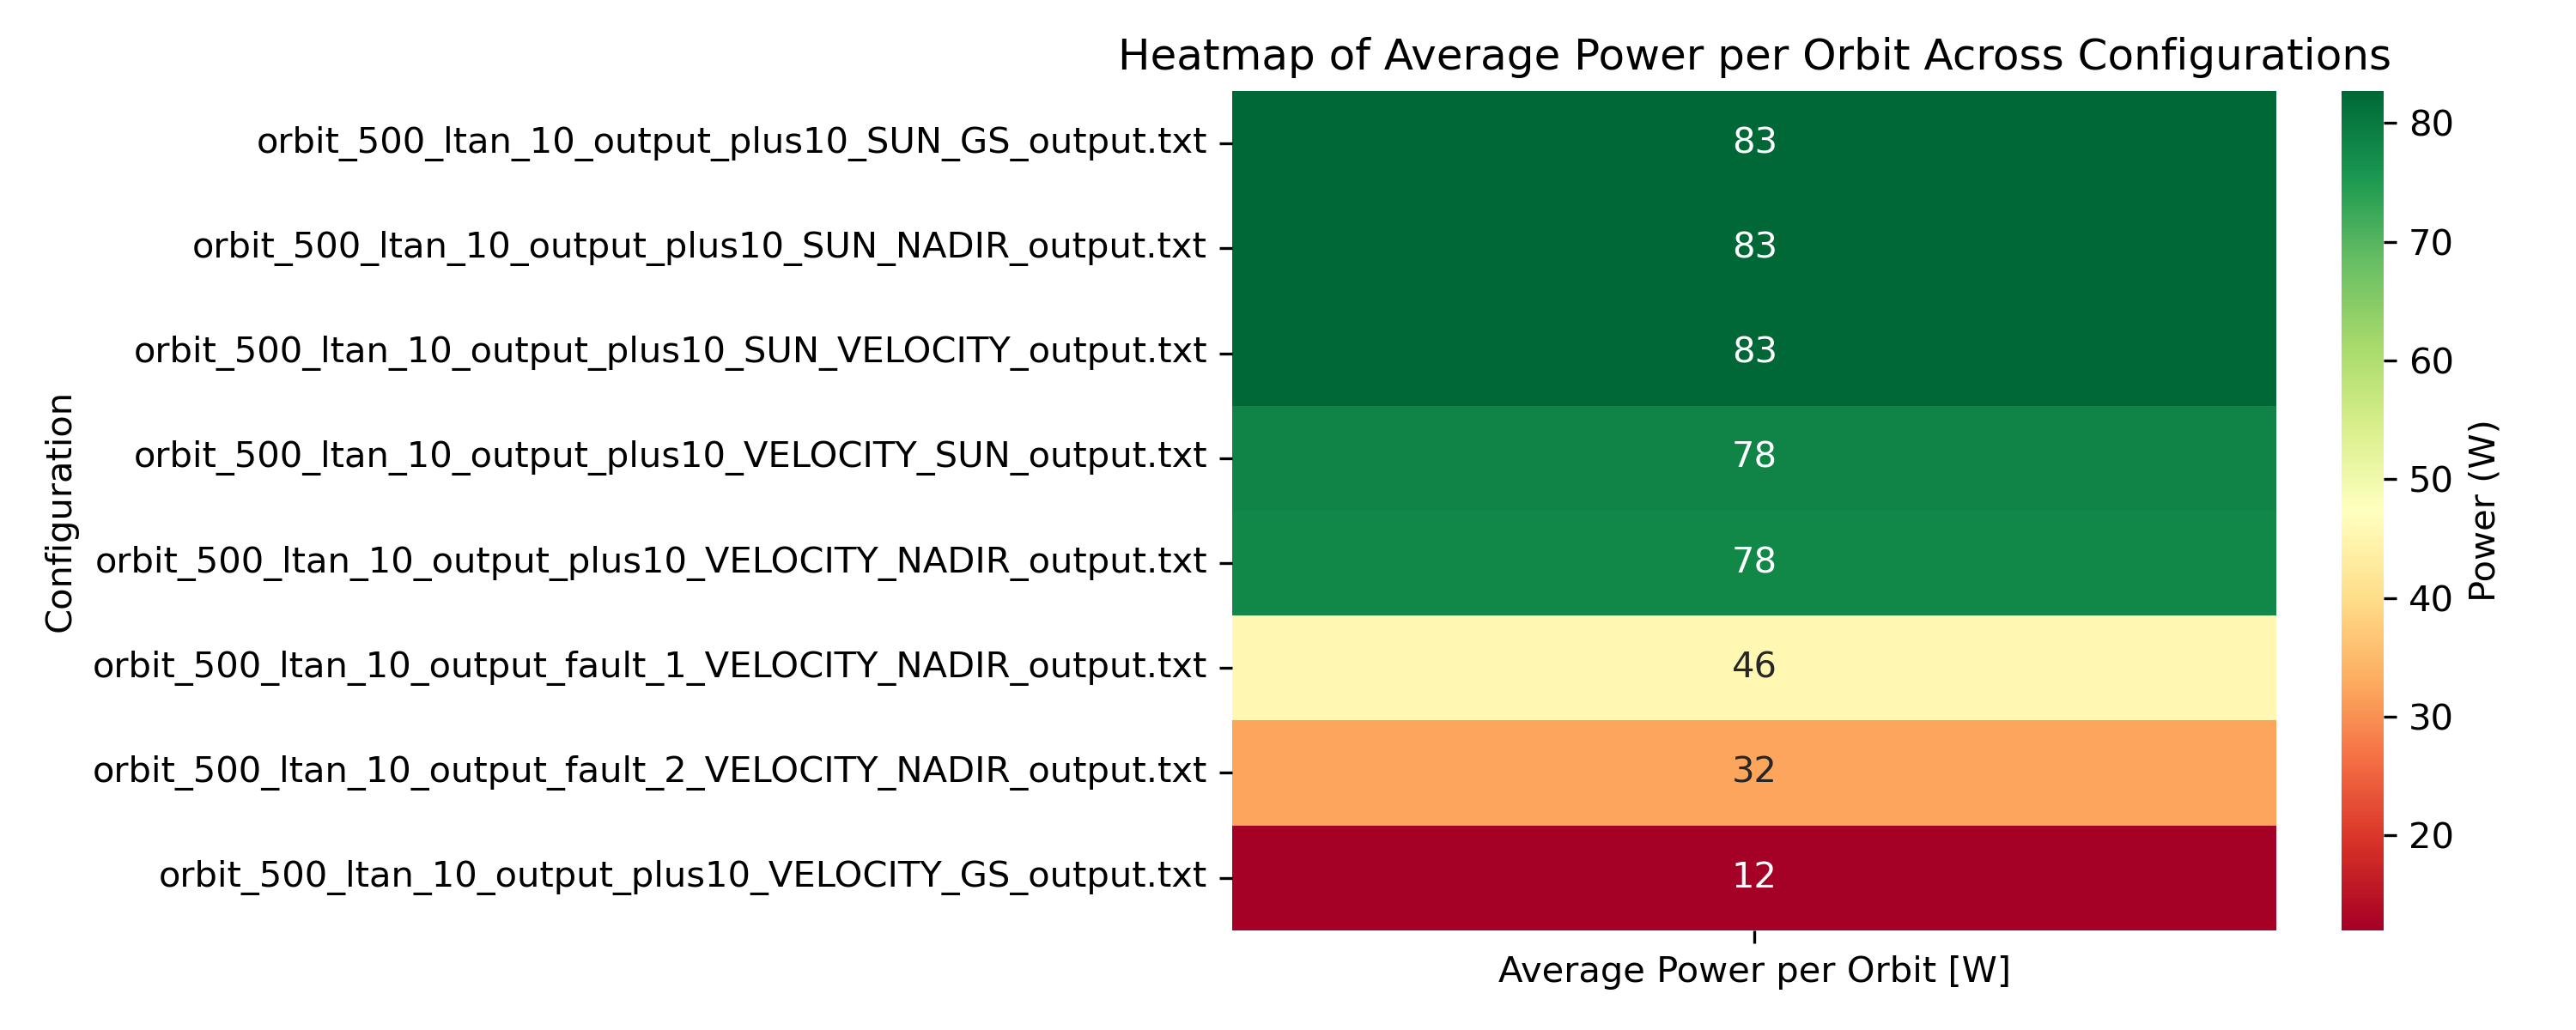 Heatmap of Average Power per Orbit Across Configurations
orbit_500_ltan_10_output_plus10_SUN_GS_output.txt
83
orbit_500_ltan_10_output_plus10_SUN_NADIR_output.txt
83
orbit_500_ltan_10_output_plus10_SUN_VELOCITY_output.txt
83
orbit_500_ltan_10_output_plus10_VELOCITY_SUN_output.txt
78
orbit_500_ltan_10_output_plus10_VELOCITY_NADIR_output.txt
78
orbit_500_ltan_10_output_fault_1_VELOCITY_NADIR_output.txt
46
orbit_500_ltan_10_output_fault_2_VELOCITY_NADIR_output.txt
32
orbit_500_ltan_10_output_plus10_VELOCITY_GS_output.txt
12
Configuration
Average Power per Orbit [W]
80
70
60
50
40
30
20
Power (W)